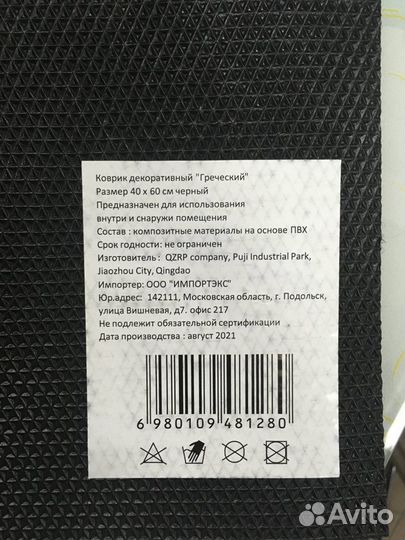 Коврик декоративный "Греческий"
Размер 40 х 60 см черный
Предназначен для использования
внутри и снаружи помещения
Состав : композитные материалы на основе ПВХ
Срок годности: не ограничен
Изготовитель : QZRP company, Puji Industrial Park,
Jiaozhou City, Qingdao
Импортер: ООО "ИМПОРТЭКС"
Юр.адрес: 142111, Московская область, г. Подольск,
улица Вишневая, д7. офис 217
Не подлежит обязательной сертификации
Дата производства : август 2021
6 980109 481280
Avito